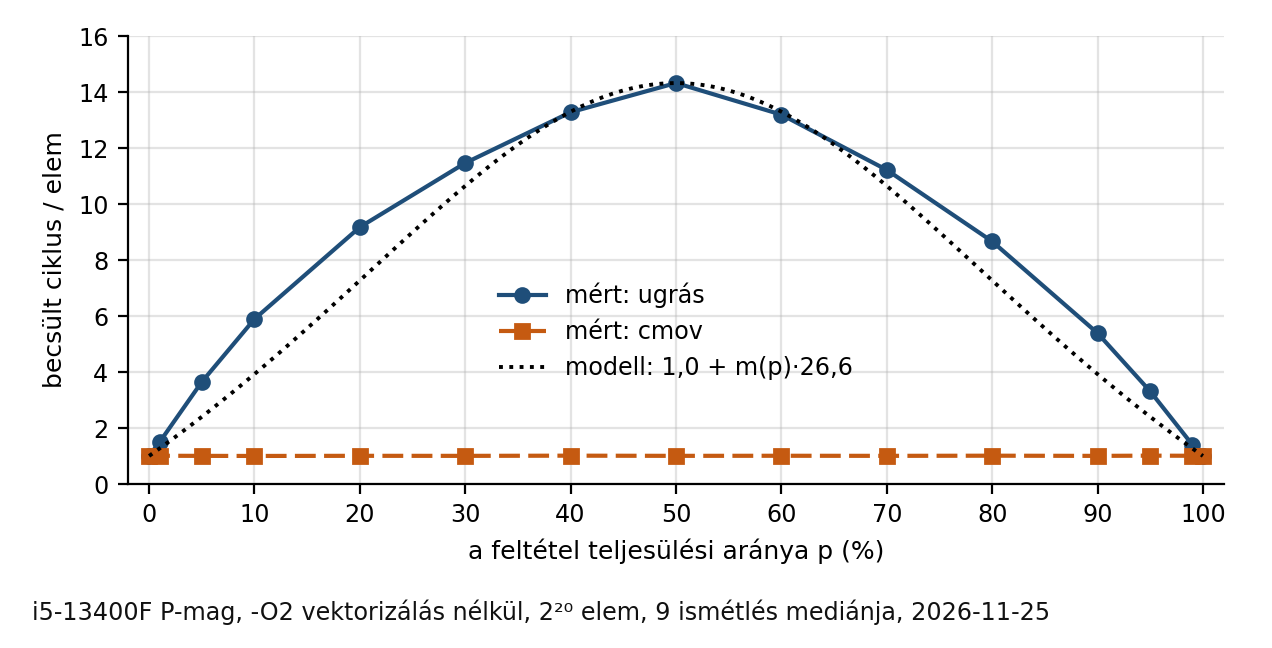 16
14
12
10
8
6
4
2
0
becsült ciklus / elem
mért: ugrás
mért: cmov
modell: 1,0 + m(p)·26,6
0 10 20 30 40 50 60 70 80 90 100
a feltétel teljesülési aránya p (%)
i5-13400F P-mag, -O2 vektorizálás nélkül, 2²⁰ elem, 9 ismétlés mediánja, 2026-11-25